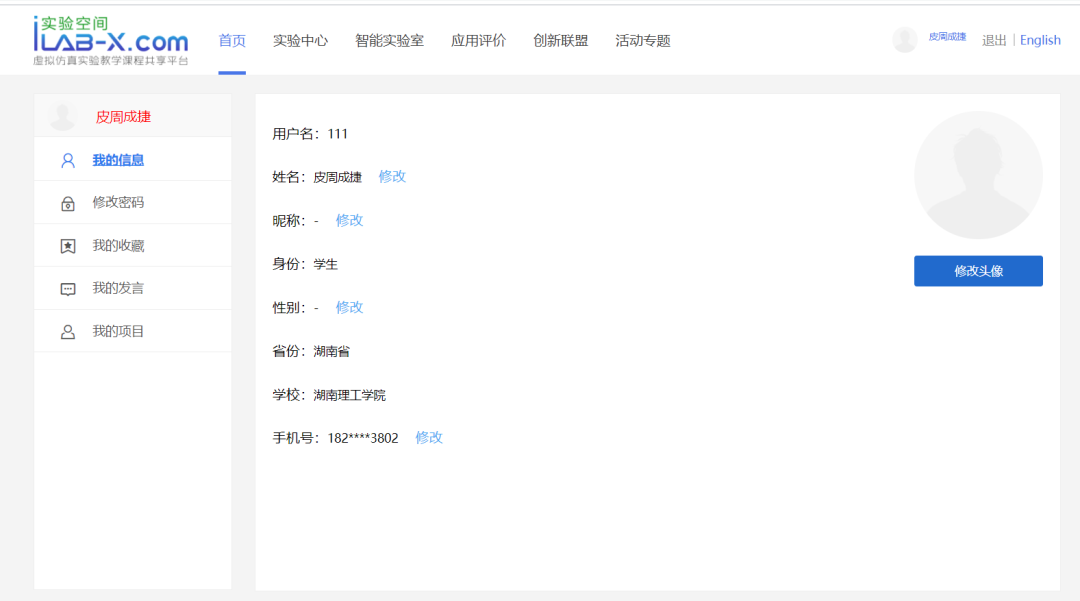 实验空间
iLAB-X.com
虚拟仿真实验教学课程共享平台
首页 实验中心 智能实验室 应用评价 创新联盟 活动专题
皮周成捷 退出 | English
皮周成捷
我的信息
修改密码
我的收藏
我的发言
我的项目
用户名：111
姓名：皮周成捷 修改
昵称：- 修改
身份：学生
性别：- 修改
省份：湖南省
学校：湖南理工学院
手机号：182****3802 修改
修改头像